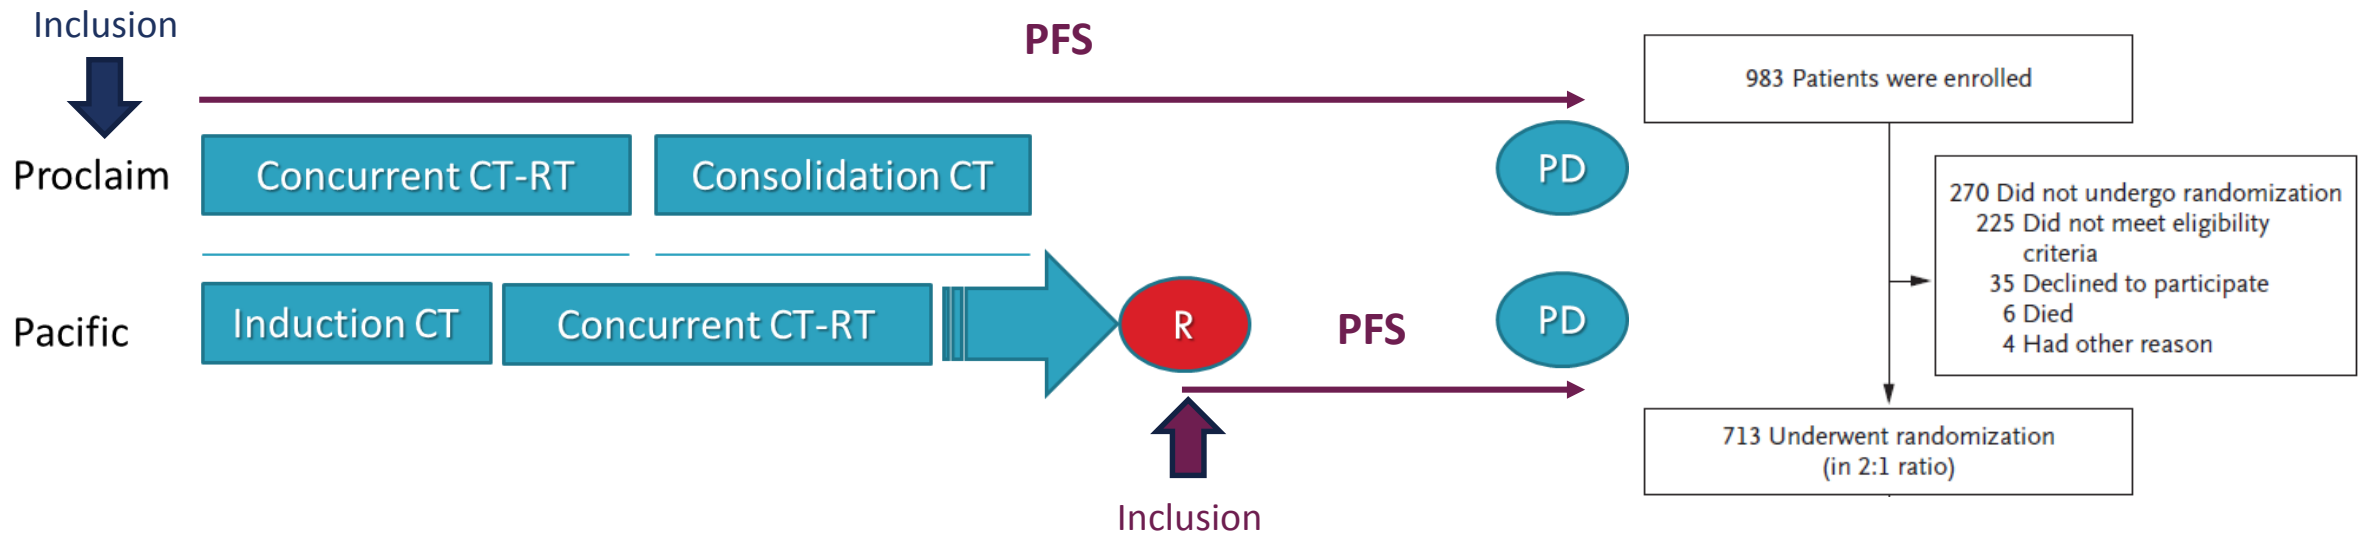 Inclusion
PFS
Proclaim
Concurrent CT-RT
Consolidation CT
PD
Pacific
Induction CT
Concurrent CT-RT
R
PFS
PD
Inclusion
983 Patients were enrolled
270 Did not undergo randomization
225 Did not meet eligibility
criteria
35 Declined to participate
6 Died
4 Had other reason
713 Underwent randomization
(in 2:1 ratio)